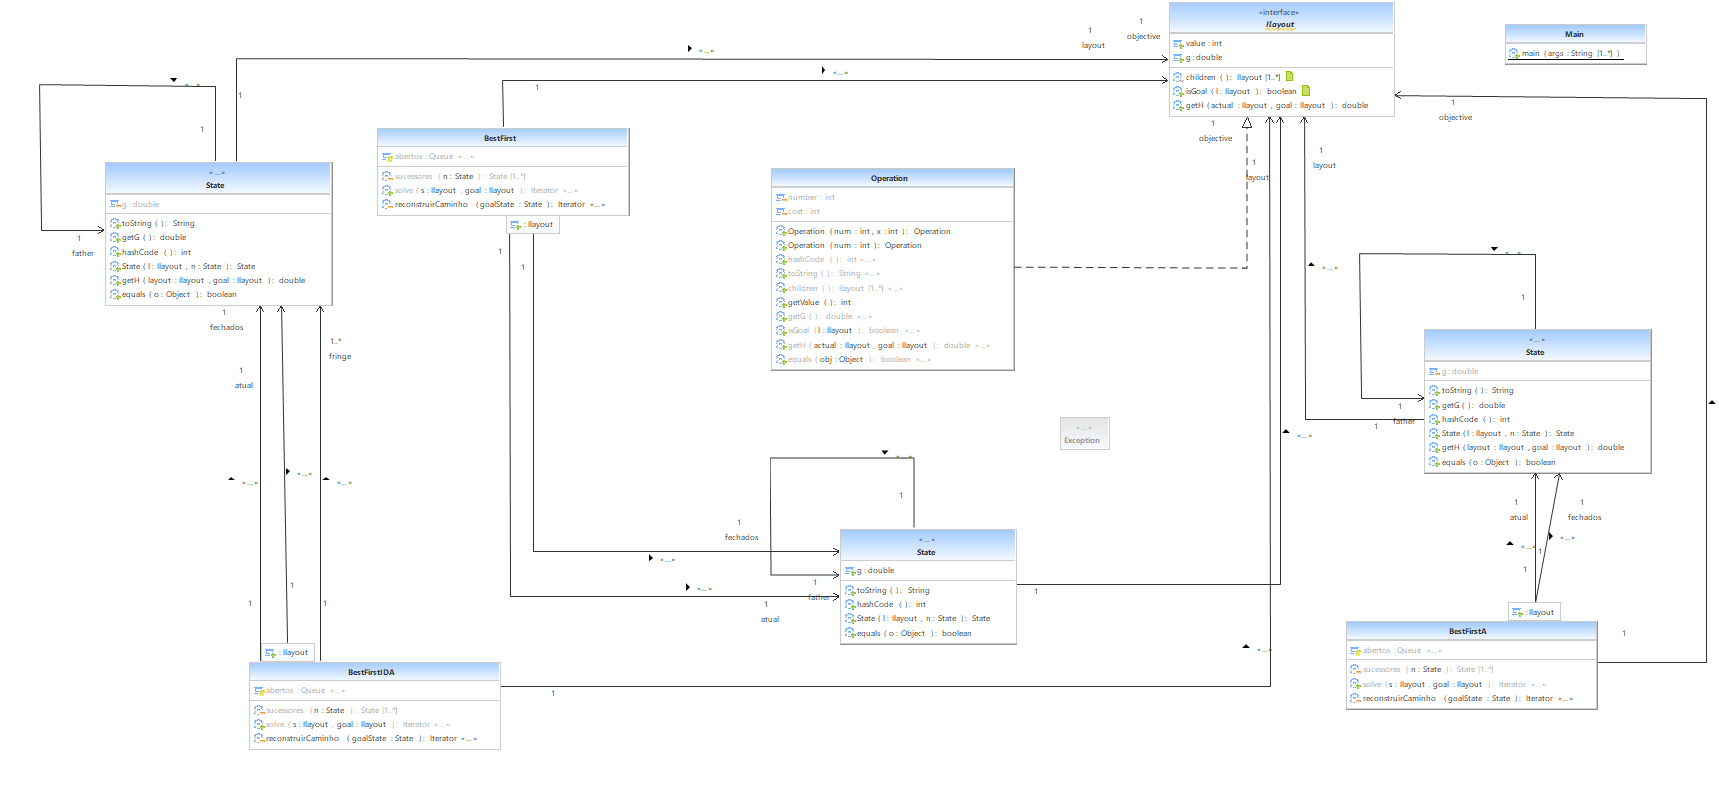 «interface»
Ilayout
value : int
g : double
children ( ) : Ilayout [1..*]
isGoal ( l : Ilayout ) : boolean
getH ( actual : Ilayout , goal : Ilayout ) : double
Main
main ( args : String [1..*] )
1
layout
1
objective
«...»
«...»
«...»
1
1
1
BestFirst
abertos : Queue «...»
sucessores ( n : State ) : State [1..*]
solve ( s : Ilayout , goal : Ilayout ) : Iterator «...»
reconstruirCaminho ( goalState : State ) : Iterator «...»
: Ilayout
1
1
«...»
State
g : double
toString ( ) : String
getG ( ) : double
hashCode ( ) : int
State ( l : Ilayout , n : State ) : State
getH ( layout : Ilayout , goal : Ilayout ) : double
equals ( o : Object ) : boolean
1
father
1
fechados
1
atual
1..*
fringe
«...»
«...»
«...»
1
1
1
: Ilayout
BestFirstIDA
abertos : Queue «...»
sucessores ( n : State ) : State [1..*]
solve ( s : Ilayout , goal : Ilayout ) : Iterator «...»
reconstruirCaminho ( goalState : State ) : Iterator «...»
1
Operation
number : int
cost : int
Operation ( num : int , x : int ) : Operation
Operation ( num : int ) : Operation
hashCode ( ) : int «...»
toString ( ) : String «...»
children ( ) : Ilayout [1..*] «...»
getValue ( ) : int
getG ( ) : double «...»
isGoal ( l : Ilayout ) : boolean «...»
getH ( actual : Ilayout , goal : Ilayout ) : double «...»
equals ( obj : Object ) : boolean «...»
1
objective
1
layout
1
layout
1
objective
«...»
«...»
«...»
Exception
«...»
1
1
fechados
«...»
State
g : double
toString ( ) : String
hashCode ( ) : int
State ( l : Ilayout , n : State ) : State
equals ( o : Object ) : boolean
«...»
«...»
1
father
1
atual
1
«...»
«...»
1
«...»
State
g : double
toString ( ) : String
getG ( ) : double
hashCode ( ) : int
State ( l : Ilayout , n : State ) : State
getH ( layout : Ilayout , goal : Ilayout ) : double
equals ( o : Object ) : boolean
1
father
1
1
atual
1
fechados
«...»
«...»
1
1
: Ilayout
BestFirstA
abertos : Queue «...»
sucessores ( n : State ) : State [1..*]
solve ( s : Ilayout , goal : Ilayout ) : Iterator «...»
reconstruirCaminho ( goalState : State ) : Iterator «...»
1